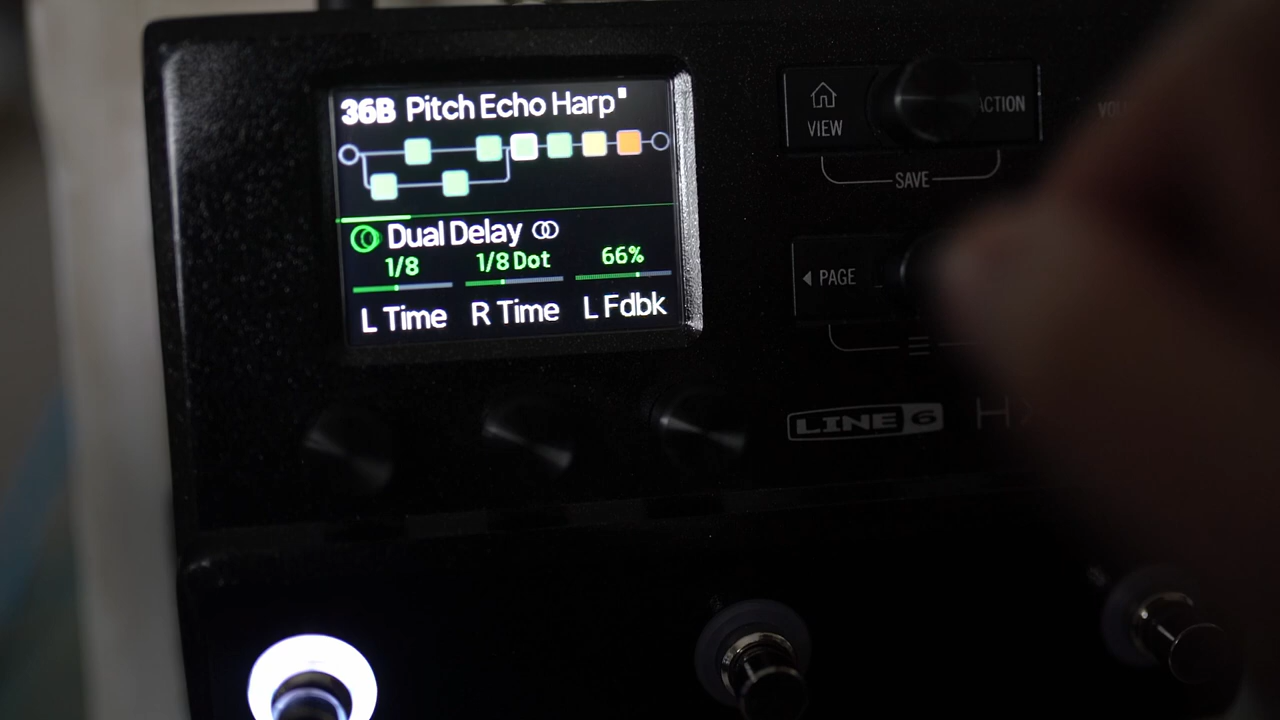 36B Pitch Echo Harp
Dual Delay
1/8 1/8 Dot 66%
L Time R Time L Fdbk
VIEW
ACTION
SAVE
PAGE
LINE 6